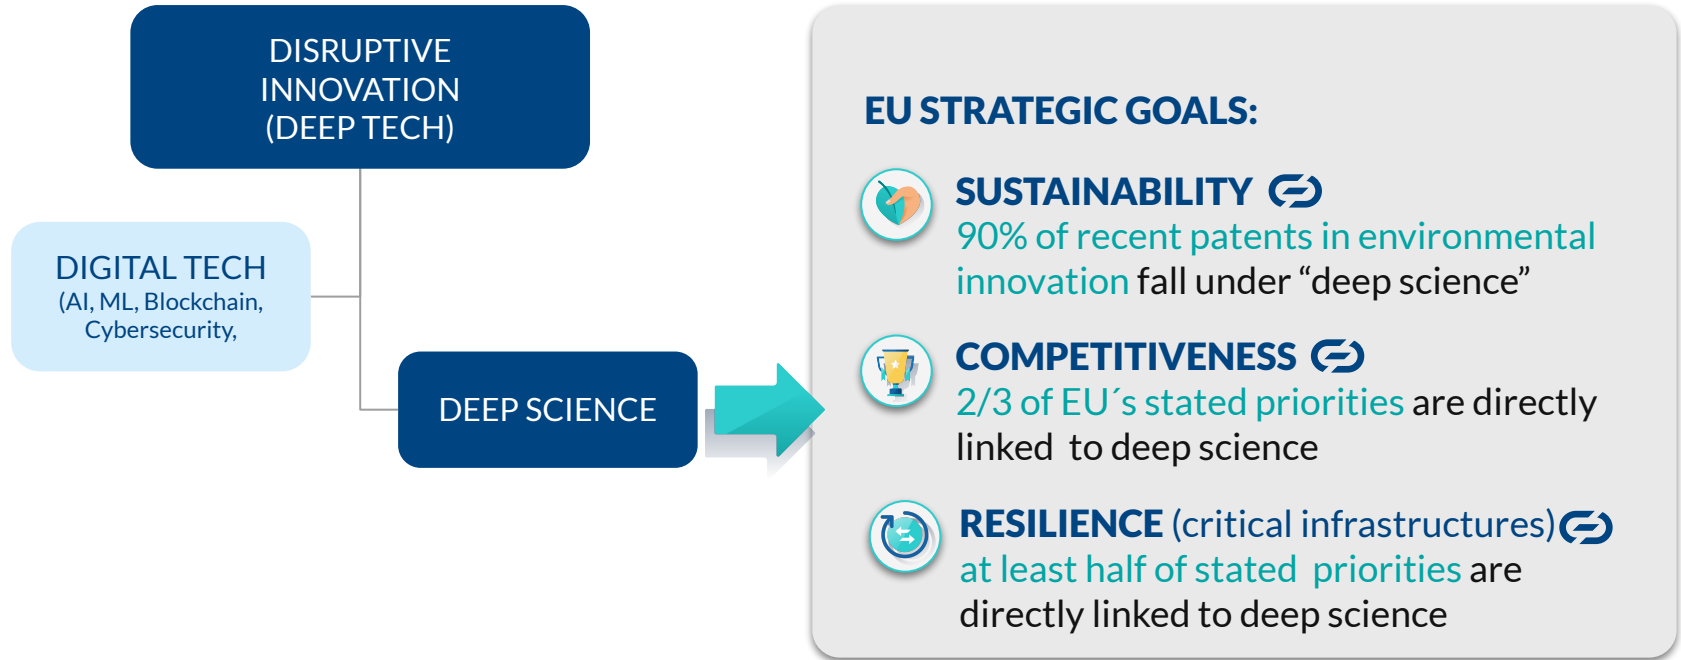 DISRUPTIVE
INNOVATION
(DEEP TECH)
DIGITAL TECH
(AI, ML, Blockchain,
Cybersecurity,
DEEP SCIENCE
EU STRATEGIC GOALS:
SUSTAINABILITY
90% of recent patents in environmental
innovation fall under “deep science”
COMPETITIVENESS
2/3 of EU´s stated priorities are directly
linked  to deep science
RESILIENCE (critical infrastructures)
at least half of stated  priorities are
directly linked to deep science